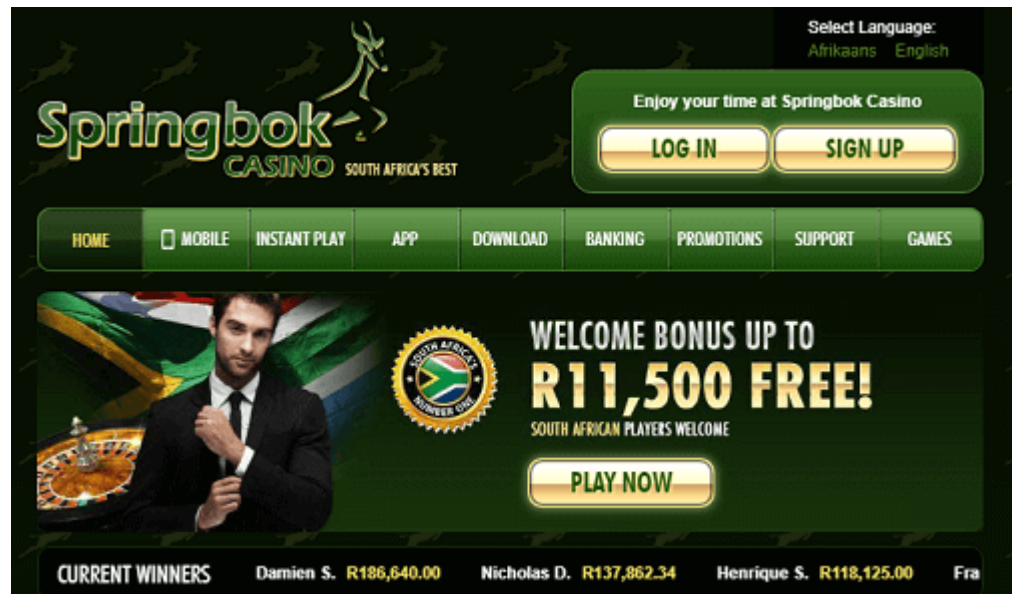 Select Language:
Afrikaans English
Springbok
CASINO SOUTH AFRICA'S BEST
Enjoy your time at Springbok Casino
LOG IN SIGN UP
HOME MOBILE INSTANT PLAY APP DOWNLOAD BANKING PROMOTIONS SUPPORT GAMES
SOUTH AFRICA'S
NUMBER ONE
WELCOME BONUS UP TO
R11,500 FREE!
SOUTH AFRICAN PLAYERS WELCOME
PLAY NOW
CURRENT WINNERS Damien S. R186,640.00 Nicholas D. R137,862.34 Henrique S. R118,125.00 Fra